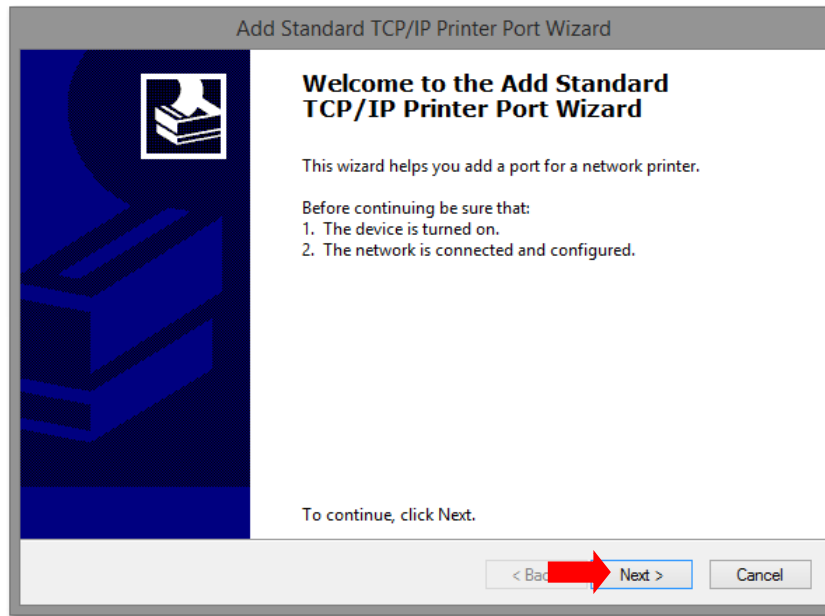 Add Standard TCP/IP Printer Port Wizard
Welcome to the Add Standard
TCP/IP Printer Port Wizard
This wizard helps you add a port for a network printer.
Before continuing be sure that:
1. The device is turned on.
2. The network is connected and configured.
To continue, click Next.
< Bac Next > Cancel